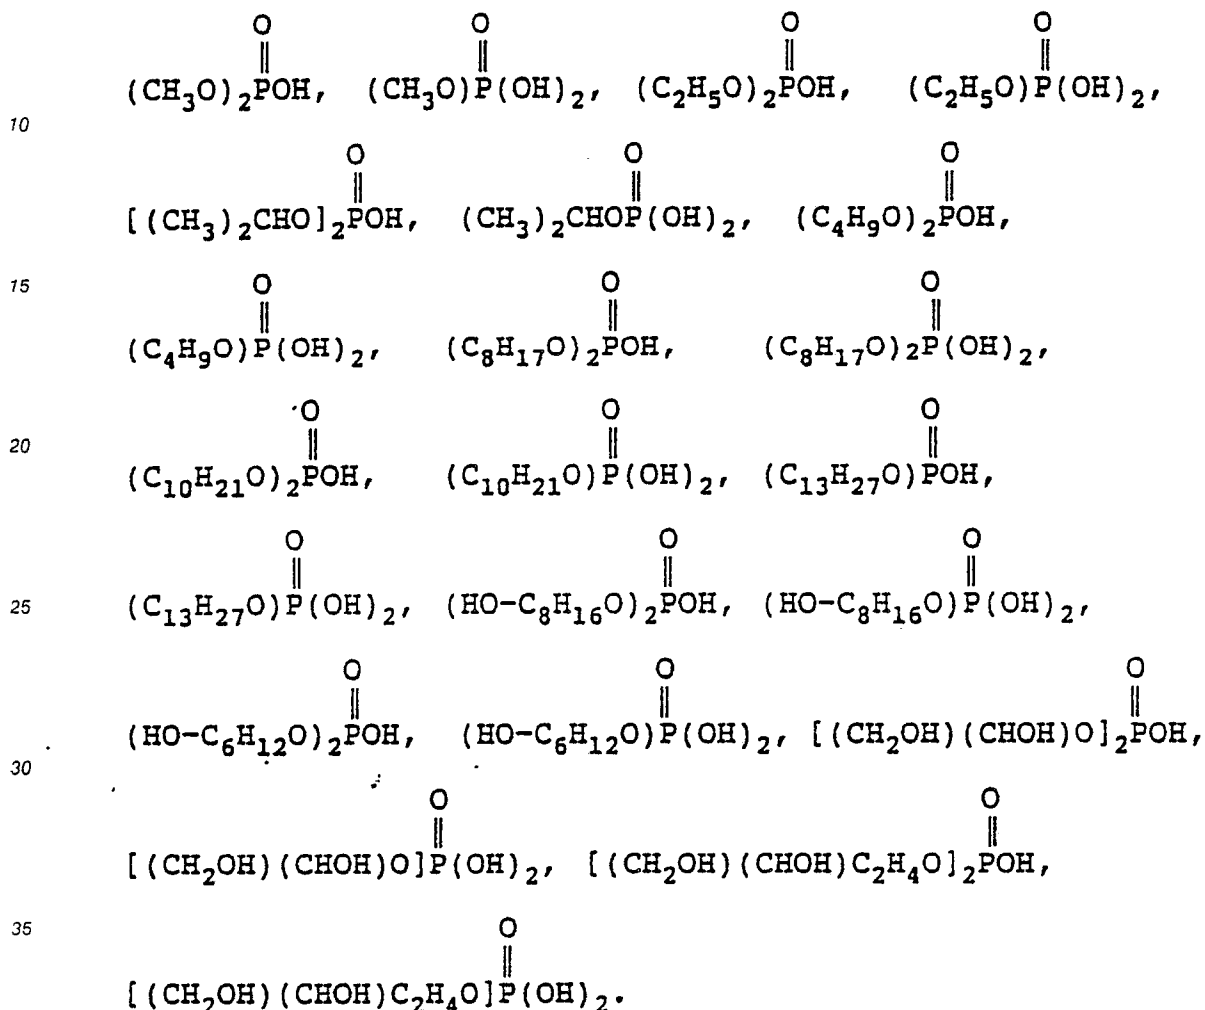 O O O O
‖ ‖ ‖ ‖
(CH₃O)₂POH, (CH₃O)P(OH)₂, (C₂H₅O)₂POH, (C₂H₅O)P(OH)₂,
10
O O O
‖ ‖ ‖
[(CH₃)₂CHO]₂POH, (CH₃)₂CHOP(OH)₂, (C₄H₉O)₂POH,
15 O O O
‖ ‖ ‖
(C₄H₉O)P(OH)₂, (C₈H₁₇O)₂POH, (C₈H₁₇O)₂P(OH)₂,
O O O
20 ‖ ‖ ‖
(C₁₀H₂₁O)₂POH, (C₁₀H₂₁O)P(OH)₂, (C₁₃H₂₇O)POH,
O O O
‖ ‖ ‖
25 (C₁₃H₂₇O)P(OH)₂, (HO-C₈H₁₆O)₂POH, (HO-C₈H₁₆O)P(OH)₂,
O O O
‖ ‖ ‖
(HO-C₆H₁₂O)₂POH, (HO-C₆H₁₂O)P(OH)₂, [(CH₂OH)(CHOH)O]₂POH,
30
O O
‖ ‖
[(CH₂OH)(CHOH)O]P(OH)₂, [(CH₂OH)(CHOH)C₂H₄O]₂POH,
35 O
‖
[(CH₂OH)(CHOH)C₂H₄O]P(OH)₂.